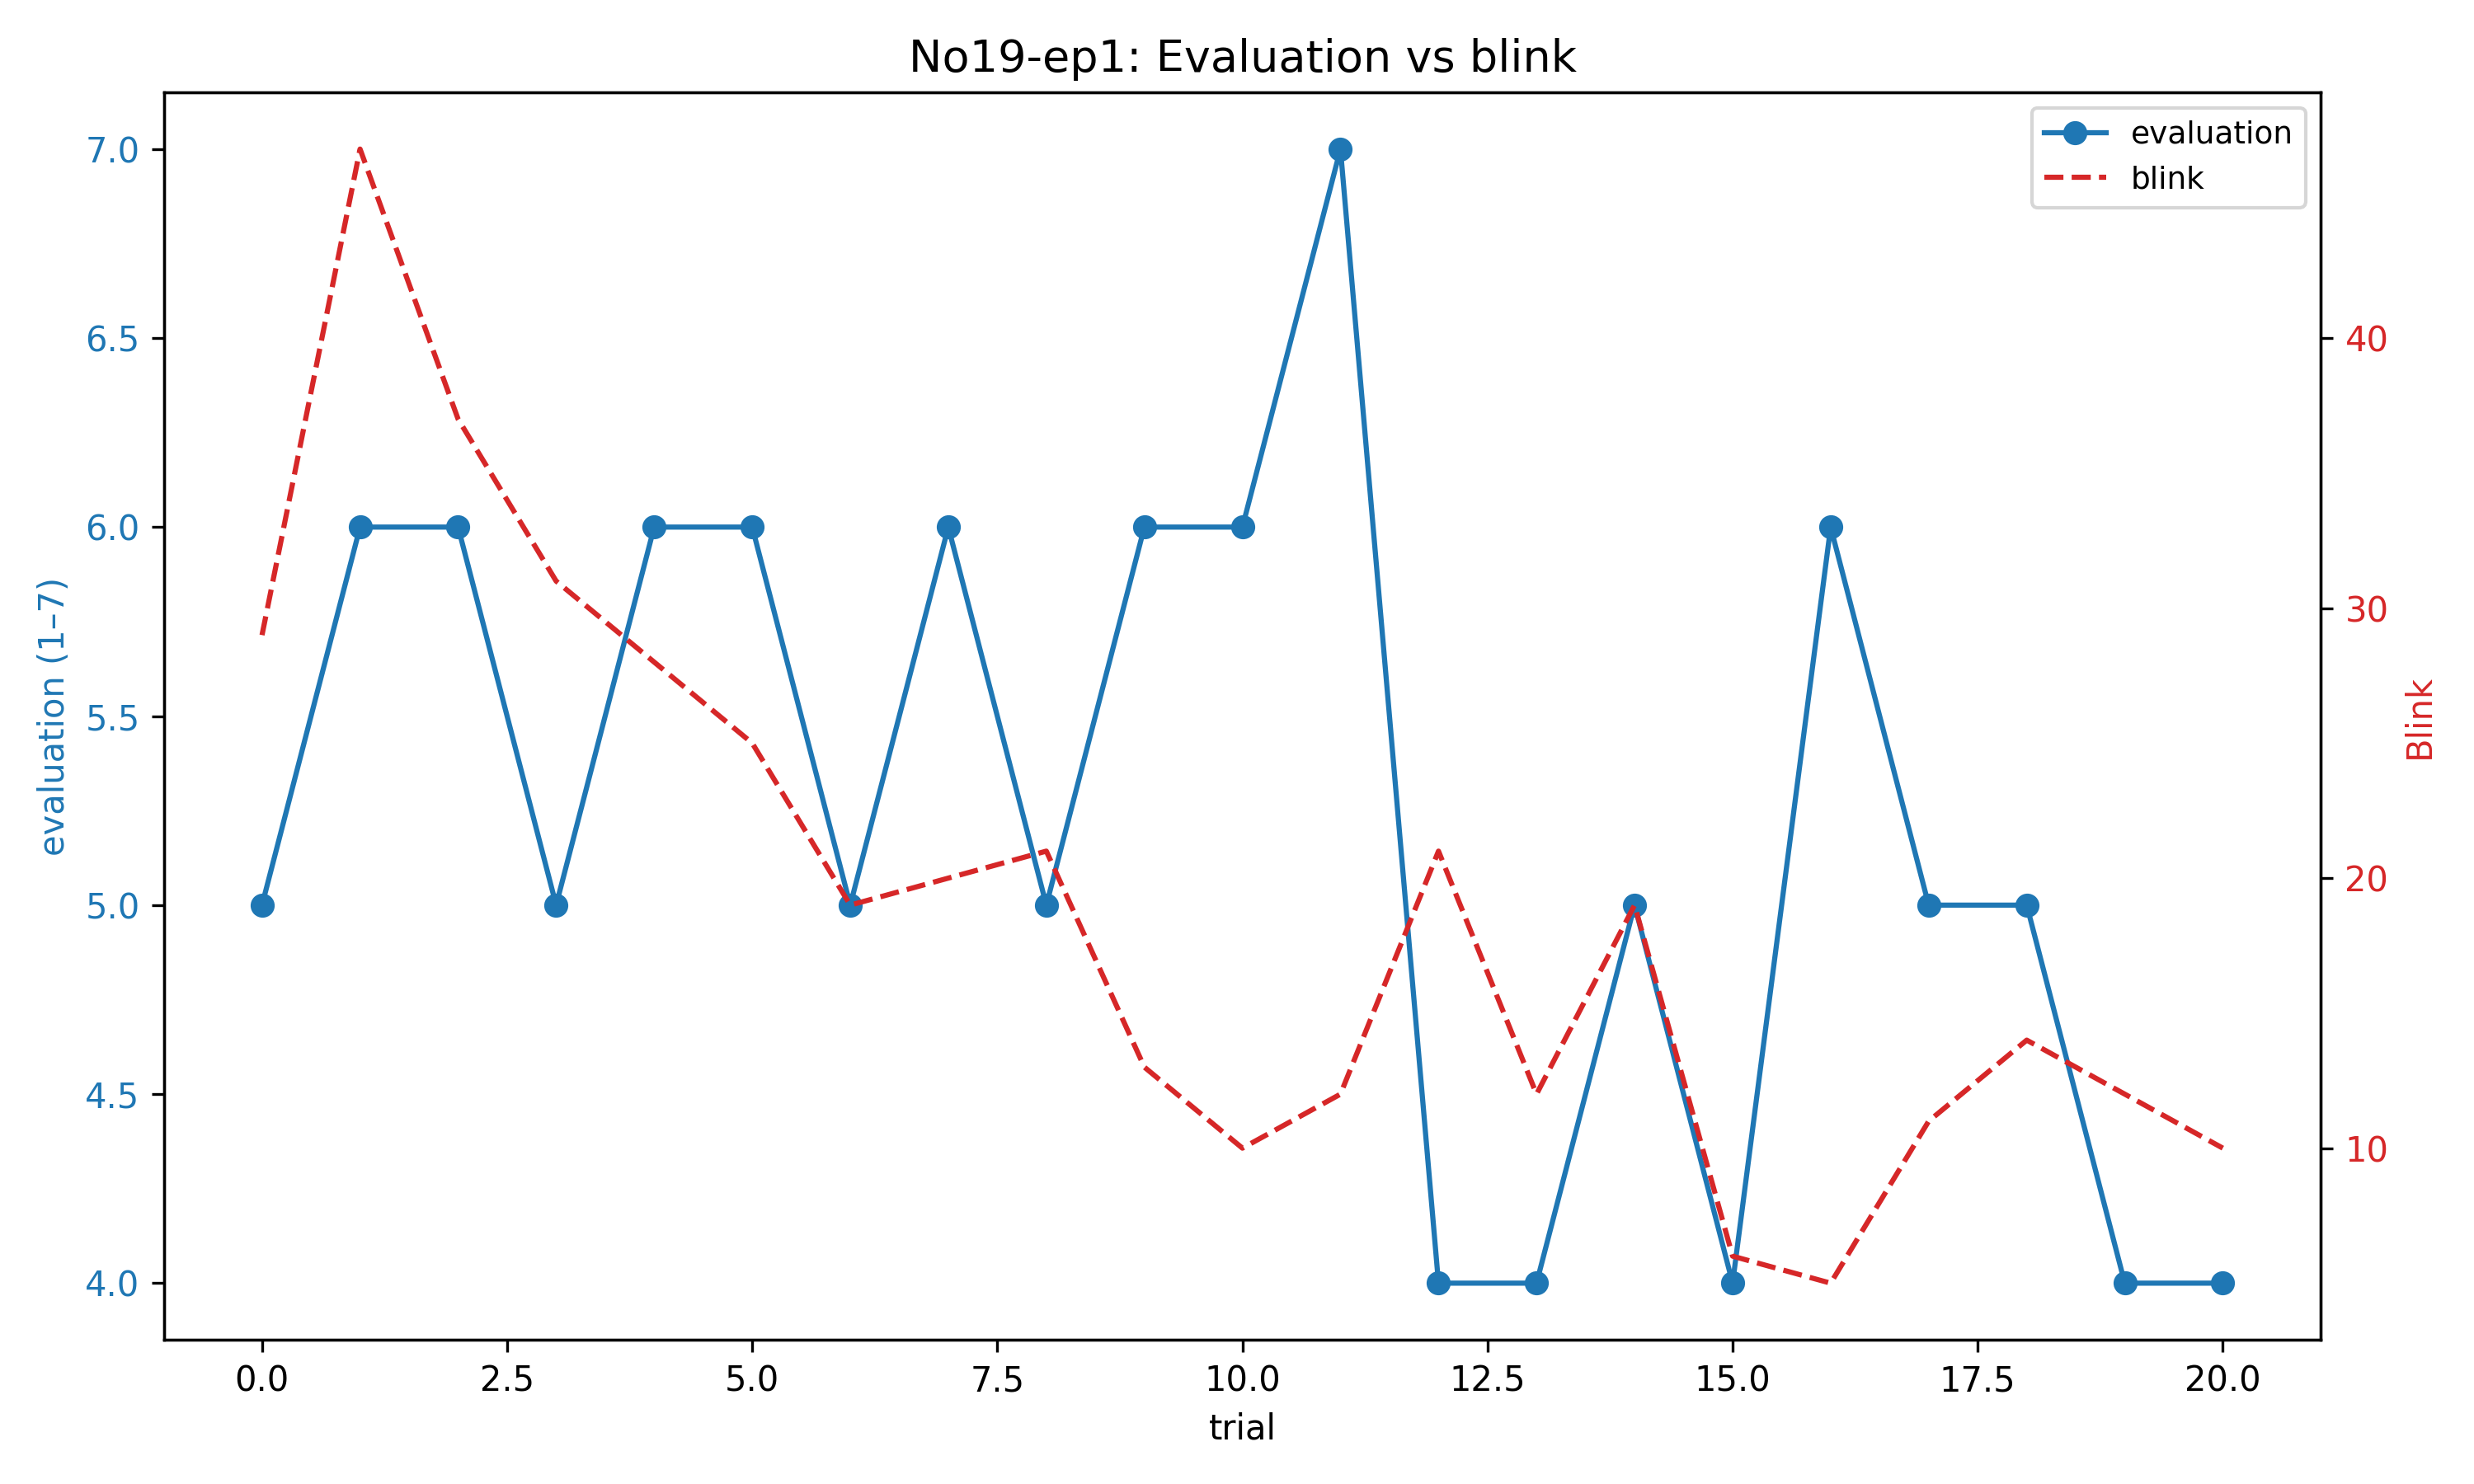 No19-ep1: Evaluation vs blink
evaluation
blink
7.0
6.5
6.0
5.5
5.0
4.5
4.0
evaluation (1–7)
40
30
20
10
Blink
0.0 2.5 5.0 7.5 10.0 12.5 15.0 17.5 20.0
trial